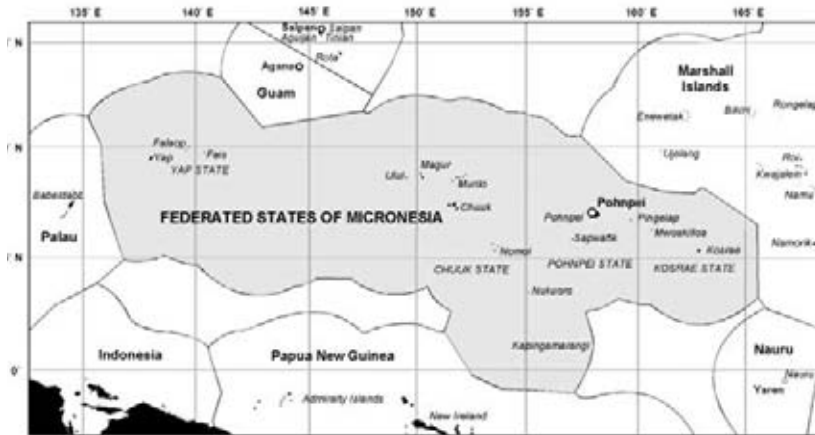 135° E 140° E 145° E 150° E 155° E 160° E 165° E
Saipan Saipan
Tinian
Rota
Agana
Guam
Marshall
Islands
Enewetak
Bikini
Rongelap
Ujelang
Kwajalein
Namu
Namorik
° N
° N
° N
0°
Yap
Fais
YAP STATE
Ulul
Magur
Murilo
Chuuk
FEDERATED STATES OF MICRONESIA
Babeldaob
Palau
Pohnpei
Pohnpei
Pingelap
Sapwafik
Nomoi
Kosrae
CHUUK STATE
POHNPEI STATE
KOSRAE STATE
Nukuoro
Kapingamarangi
Indonesia
Papua New Guinea
Admiralty Islands
New Ireland
Nauru
Nauru
Yaren